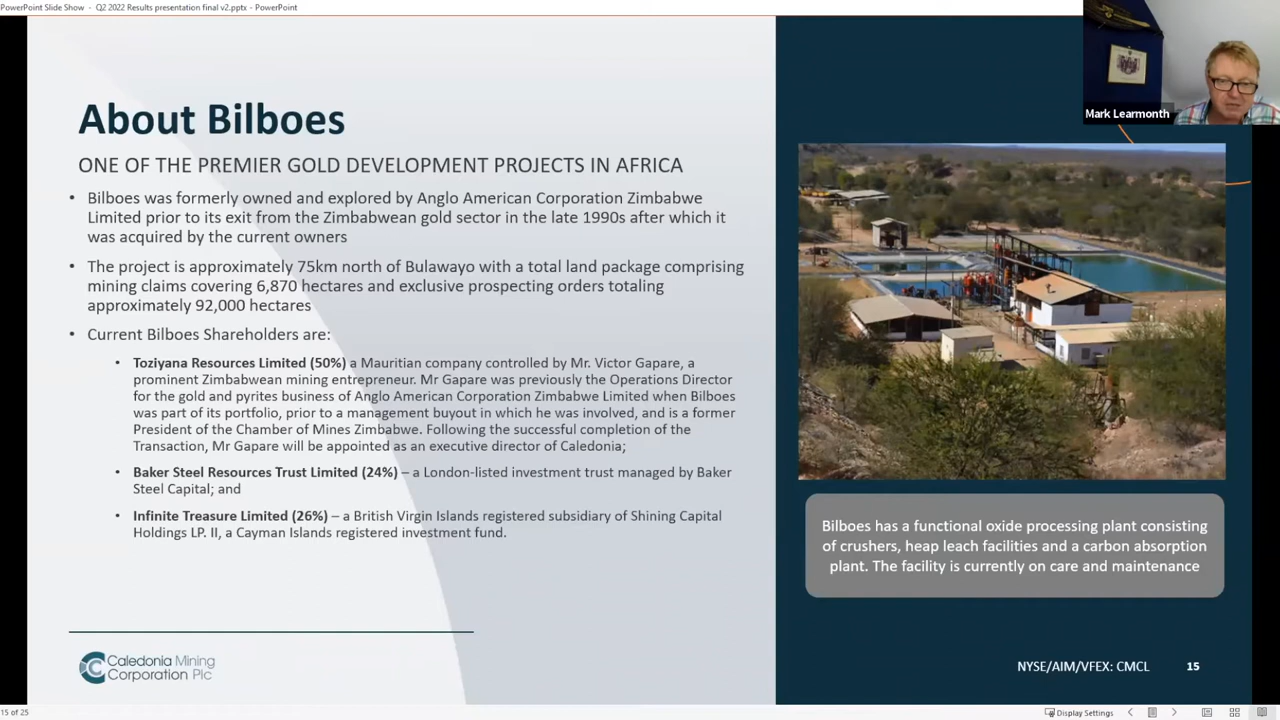 PowerPoint Slide Show - Q2 2022 Results presentation final v2.pptx - PowerPoint
Mark Learmonth
About Bilboes
ONE OF THE PREMIER GOLD DEVELOPMENT PROJECTS IN AFRICA
• Bilboes was formerly owned and explored by Anglo American Corporation Zimbabwe
Limited prior to its exit from the Zimbabwean gold sector in the late 1990s after which it
was acquired by the current owners
• The project is approximately 75km north of Bulawayo with a total land package comprising
mining claims covering 6,870 hectares and exclusive prospecting orders totaling
approximately 92,000 hectares
• Current Bilboes Shareholders are:
• Toziyana Resources Limited (50%) a Mauritian company controlled by Mr. Victor Gapare, a
prominent Zimbabwean mining entrepreneur. Mr Gapare was previously the Operations Director
for the gold and pyrites business of Anglo American Corporation Zimbabwe Limited when Bilboes
was part of its portfolio, prior to a management buyout in which he was involved, and is a former
President of the Chamber of Mines Zimbabwe. Following the successful completion of the
Transaction, Mr Gapare will be appointed as an executive director of Caledonia;
• Baker Steel Resources Trust Limited (24%) – a London-listed investment trust managed by Baker
Steel Capital; and
• Infinite Treasure Limited (26%) – a British Virgin Islands registered subsidiary of Shining Capital
Holdings LP. II, a Cayman Islands registered investment fund.
Bilboes has a functional oxide processing plant consisting
of crushers, heap leach facilities and a carbon absorption
plant. The facility is currently on care and maintenance
Caledonia Mining
Corporation Plc
NYSE/AIM/VFEX: CMCL 15
15 of 25
Display Settings